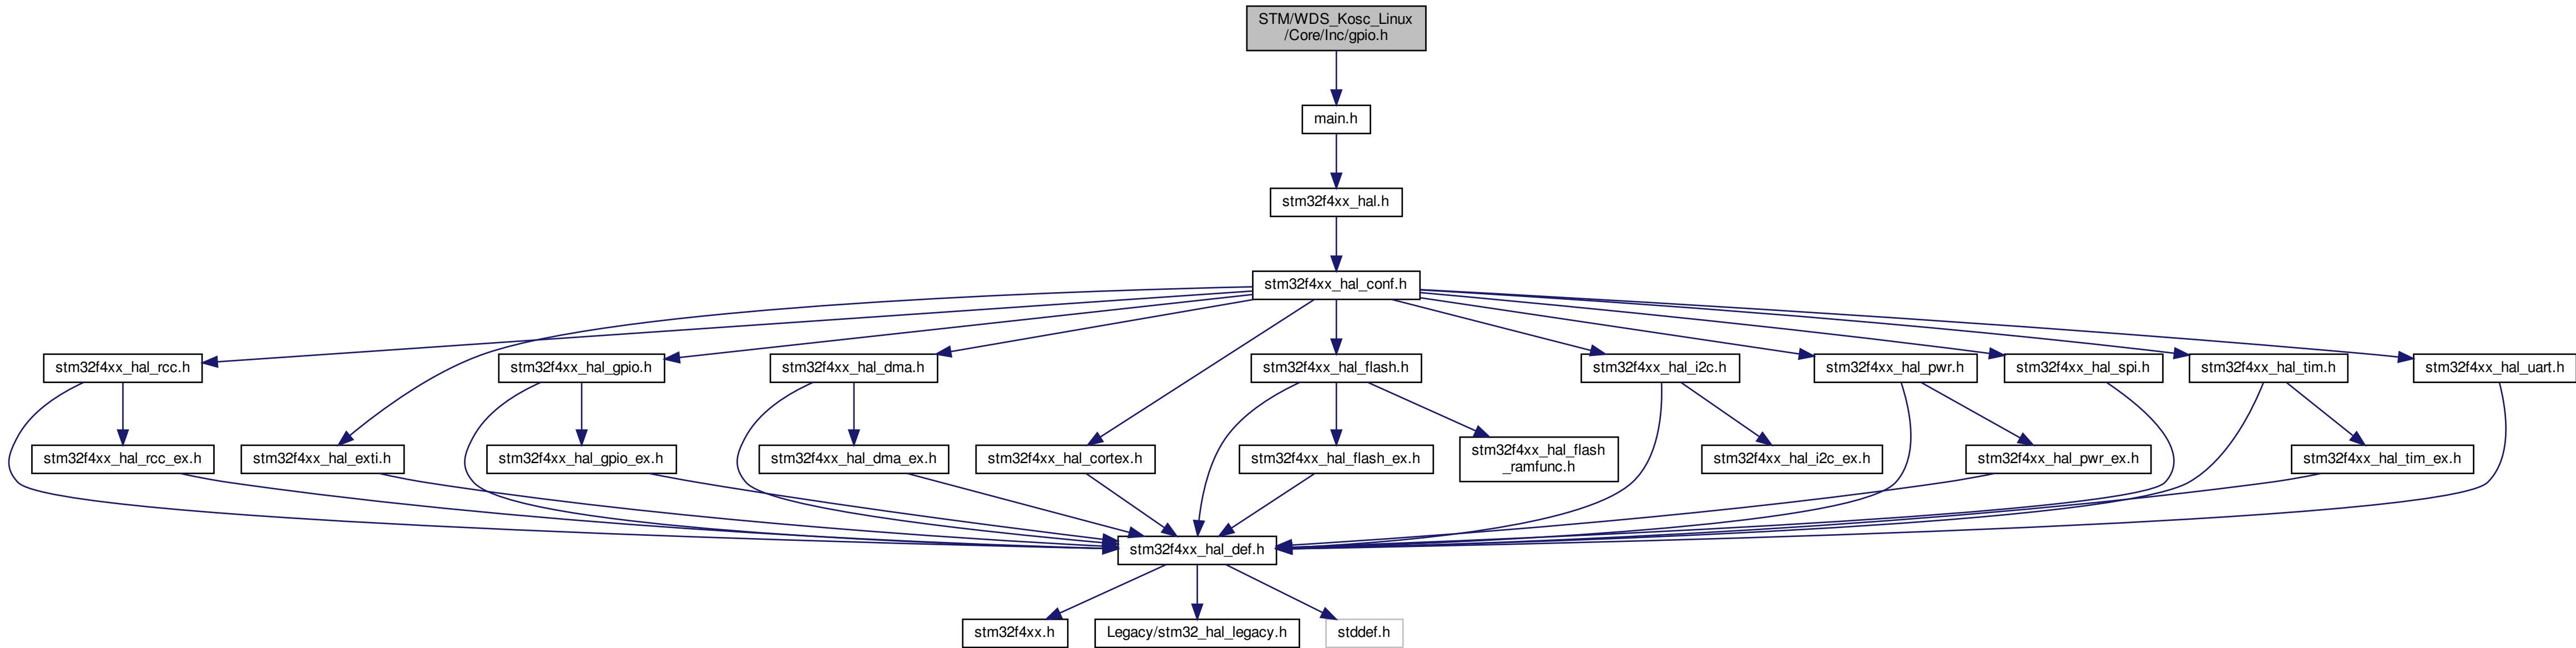 STM/WDS_Kosc_Linux
/Core/Inc/gpio.h
main.h
stm32f4xx_hal.h
stm32f4xx_hal_conf.h
stm32f4xx_hal_rcc.h
stm32f4xx_hal_gpio.h
stm32f4xx_hal_dma.h
stm32f4xx_hal_flash.h
stm32f4xx_hal_i2c.h
stm32f4xx_hal_pwr.h
stm32f4xx_hal_spi.h
stm32f4xx_hal_tim.h
stm32f4xx_hal_uart.h
stm32f4xx_hal_rcc_ex.h
stm32f4xx_hal_exti.h
stm32f4xx_hal_gpio_ex.h
stm32f4xx_hal_dma_ex.h
stm32f4xx_hal_cortex.h
stm32f4xx_hal_flash_ex.h
stm32f4xx_hal_flash
_ramfunc.h
stm32f4xx_hal_i2c_ex.h
stm32f4xx_hal_pwr_ex.h
stm32f4xx_hal_tim_ex.h
stm32f4xx_hal_def.h
stm32f4xx.h
Legacy/stm32_hal_legacy.h
stddef.h